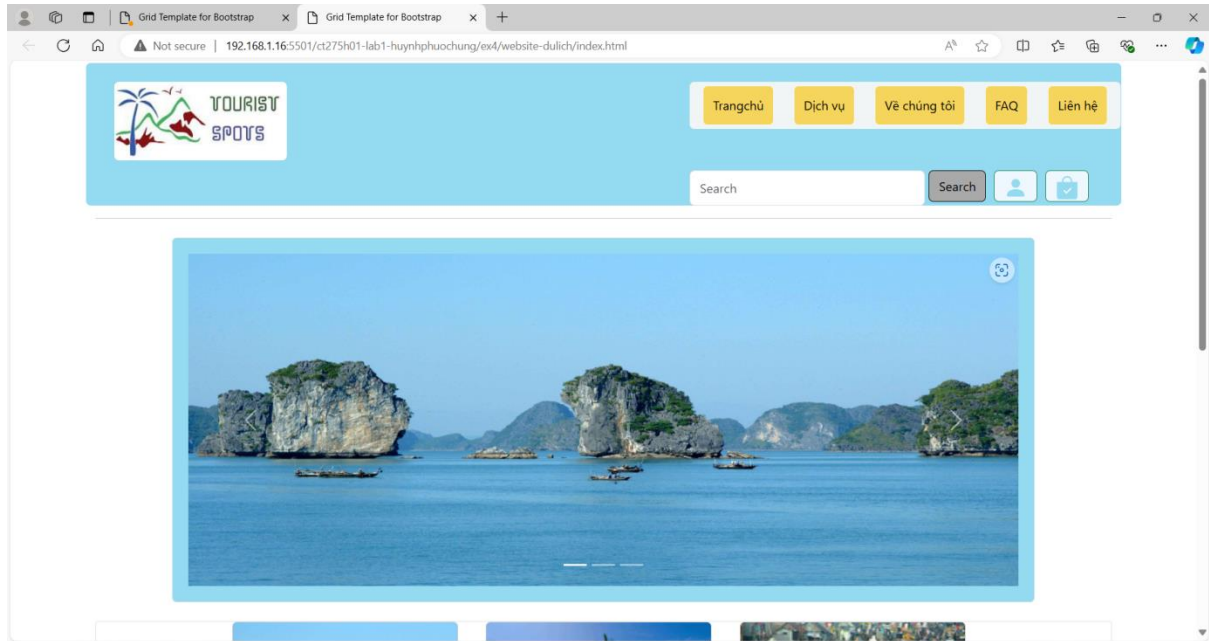 Grid Template for Bootstrap
Grid Template for Bootstrap
Not secure | 192.168.1.16:5501/ct275h01-lab1-huynhphuochung/ex4/website-dulich/index.html
TOURIST
SPOTS
Trangchủ Dịch vụ Về chúng tôi FAQ Liên hệ
Search Search